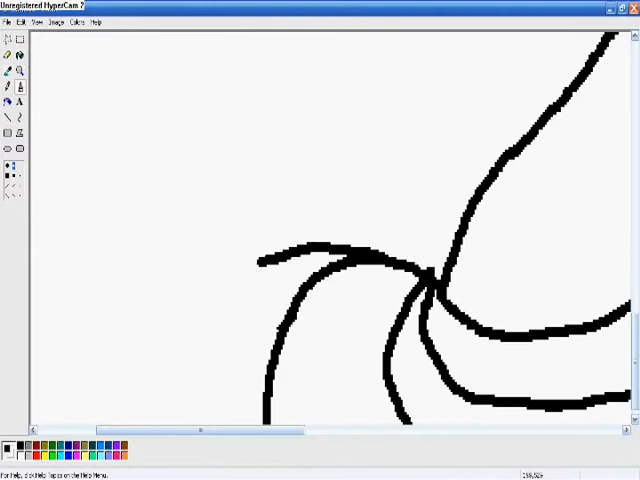 Unregistered HyperCam 2
File Edit View Image Colors Help
A
For Help, click Help Topics on the Help Menu.